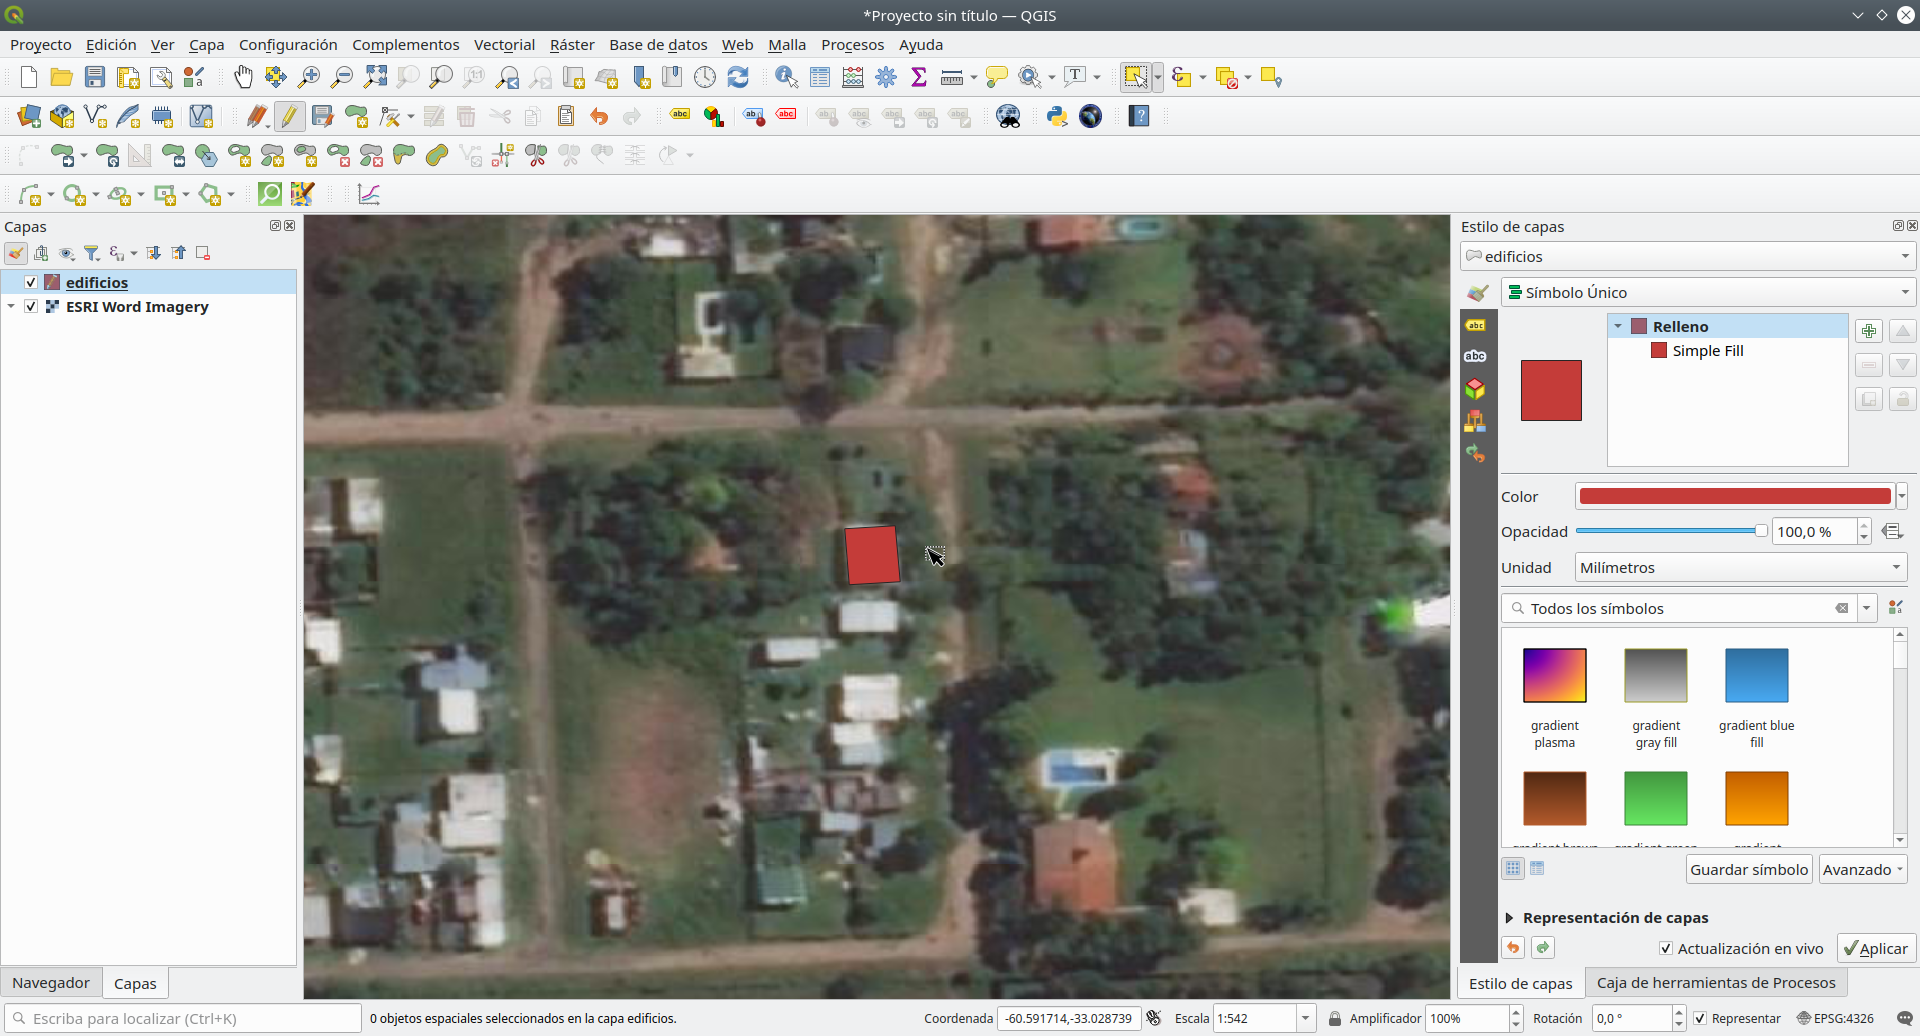 *Proyecto sin título — QGIS
Proyecto Edición Ver Capa Configuración Complementos Vectorial Ráster Base de datos Web Malla Procesos Ayuda
Capas
edificios
ESRI Word Imagery
Navegador Capas
Estilo de capas
edificios
Símbolo Único
Relleno
Simple Fill
Color
Opacidad 100,0 %
Unidad Milímetros
Todos los símbolos
gradient plasma
gradient gray fill
gradient blue fill
Guardar símbolo Avanzado
Representación de capas
Actualización en vivo Aplicar
Estilo de capas Caja de herramientas de Procesos
Escriba para localizar (Ctrl+K) 0 objetos espaciales seleccionados en la capa edificios. Coordenada -60.591714,-33.028739 Escala 1:542 Amplificador 100% Rotación 0,0 ° Representar EPSG:4326